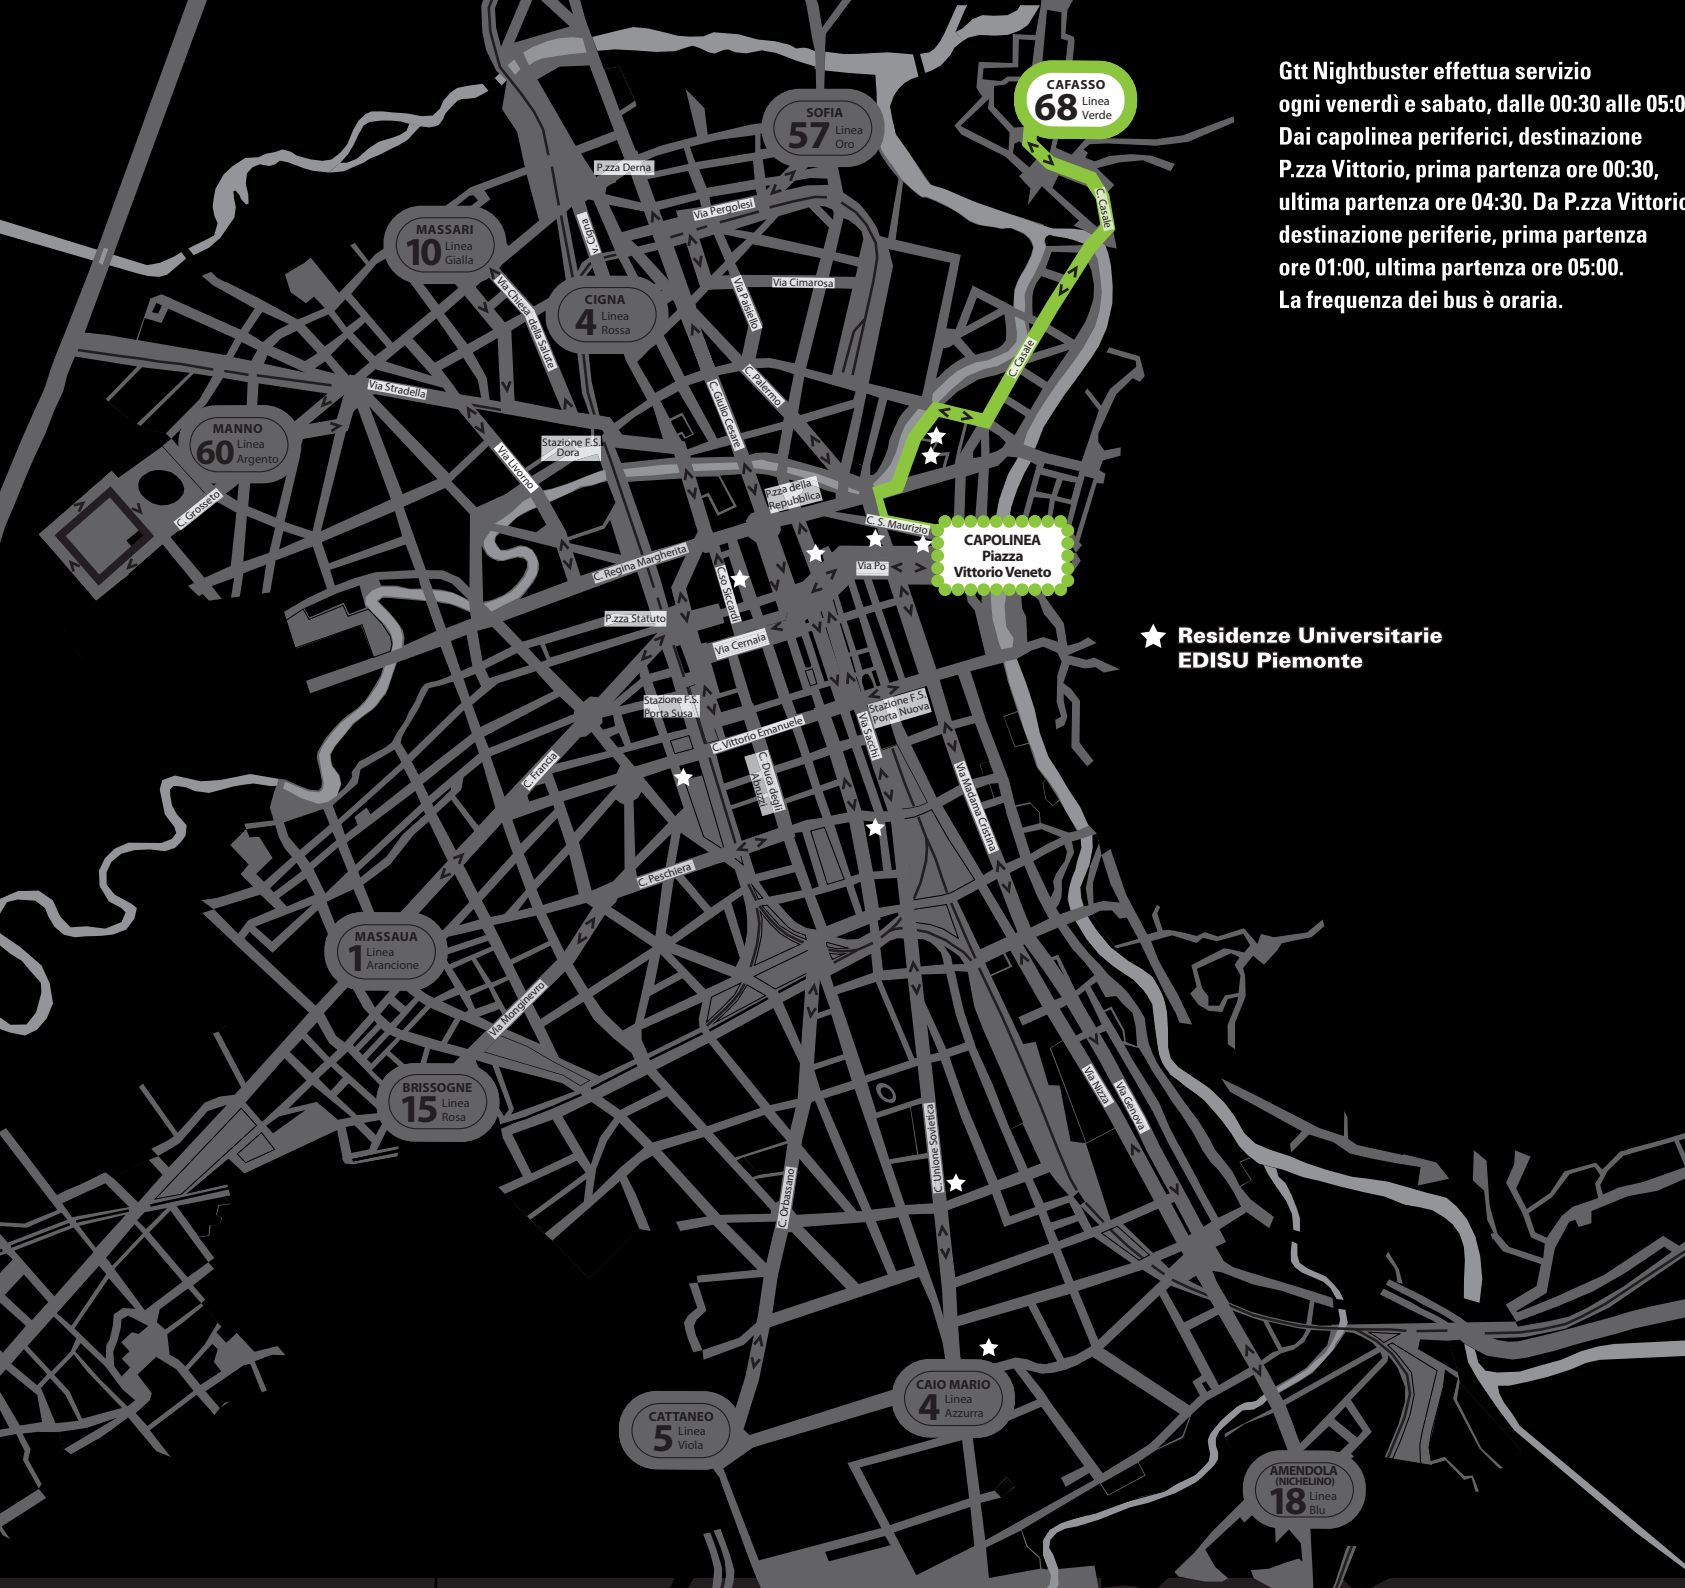 Gtt Nightbuster effettua servizio
ogni venerdì e sabato, dalle 00:30 alle 05:0
Dai capolinea periferici, destinazione
P.zza Vittorio, prima partenza ore 00:30,
ultima partenza ore 04:30. Da P.zza Vittorio
destinazione periferie, prima partenza
ore 01:00, ultima partenza ore 05:00.
La frequenza dei bus è oraria.
CAFASSO
68 Linea
Verde
SOFIA
57 Linea
Oro
P.zza Derna
C. Casale
Via Pergolesi
MASSARI
10 Linea
Gialla
v. Cigna
Via Cimarosa
Via Paisiello
Via Chiesa della Salute
CIGNA
4 Linea
Rossa
C. Casale
Via Stradella
C. Palermo
C. Giulio Cesare
MANNO
60 Linea
Argento
Stazione F.S.
Dora
Via Livorno
C. Grosseto
P.zza della
Repubblica
C. S. Maurizio
CAPOLINEA
Piazza
Vittorio Veneto
C. Regina Margherita
Via Po
C.so Siccardi
P.zza Statuto
Via Cernaia
Residenze Universitarie
EDISU Piemonte
Stazione F.S.
Porta Susa
Stazione F.S.
Porta Nuova
C. Vittorio Emanuele
Via Sacchi
C. Francia
C. Duca degli
Abruzzi
Via Madama Cristina
C. Peschiera
MASSAUA
1 Linea
Arancione
Via Monginevro
BRISSOGNE
15 Linea
Rosa
Via Nizza
Via Genova
C. Unione Sovietica
C. Orbassano
CAIO MARIO
4 Linea
Azzurra
CATTANEO
5 Linea
Viola
AMENDOLA
(NICHELINO)
18 Linea
Blu